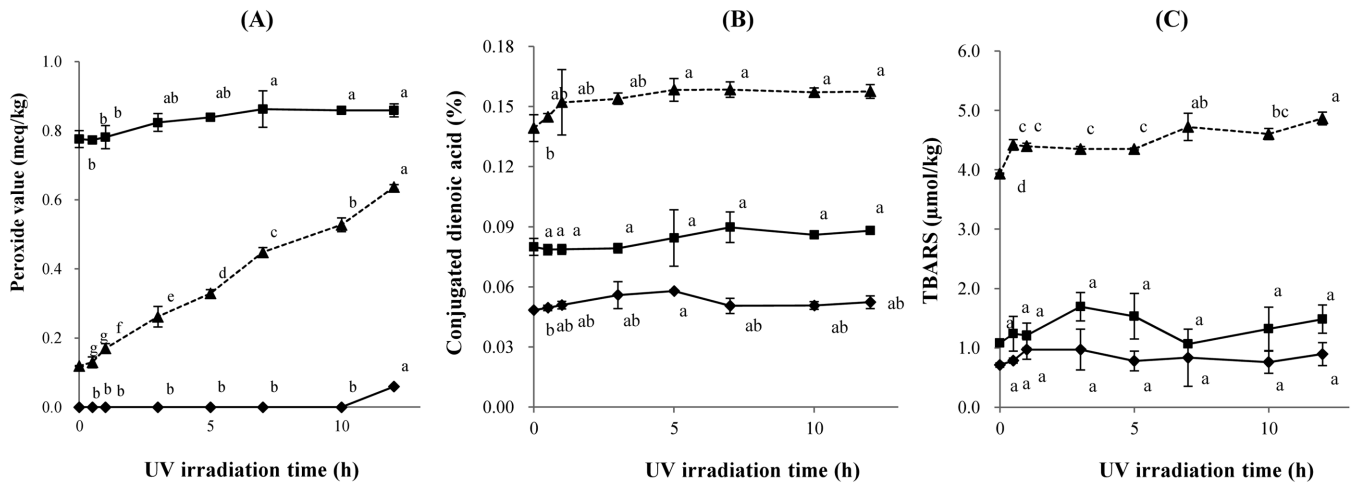 (A)
Peroxide value (meq/kg)
1.0
0.8
0.6
0.4
0.2
0.0
b b b ab ab a a a
g g f e d c b a
b b b b b b b a
0 5 10
UV irradiation time (h)
(B)
Conjugated dienoic acid (%)
0.18
0.15
0.12
0.09
0.06
0.03
0.00
b ab ab ab a a a a
a a a a a a a a
b ab ab ab a ab ab ab
0 5 10
UV irradiation time (h)
(C)
TBARS (μmol/kg)
6.0
5.0
4.0
3.0
2.0
1.0
0.0
d c c c c ab bc a
a a a a a a a a
a a a a a a a a
0 5 10
UV irradiation time (h)